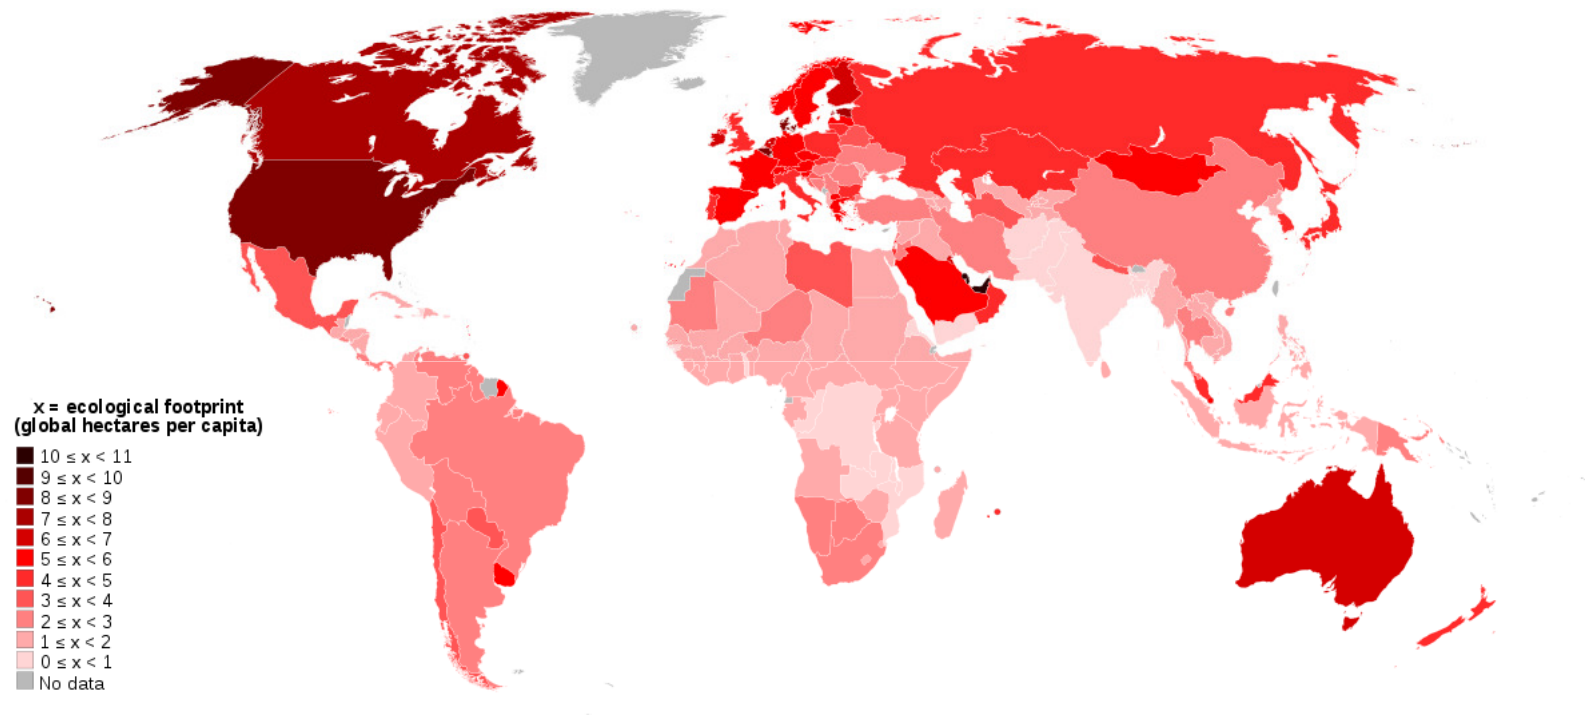 x = ecological footprint
(global hectares per capita)
10 ≤ x < 11
9 ≤ x < 10
8 ≤ x < 9
7 ≤ x < 8
6 ≤ x < 7
5 ≤ x < 6
4 ≤ x < 5
3 ≤ x < 4
2 ≤ x < 3
1 ≤ x < 2
0 ≤ x < 1
No data